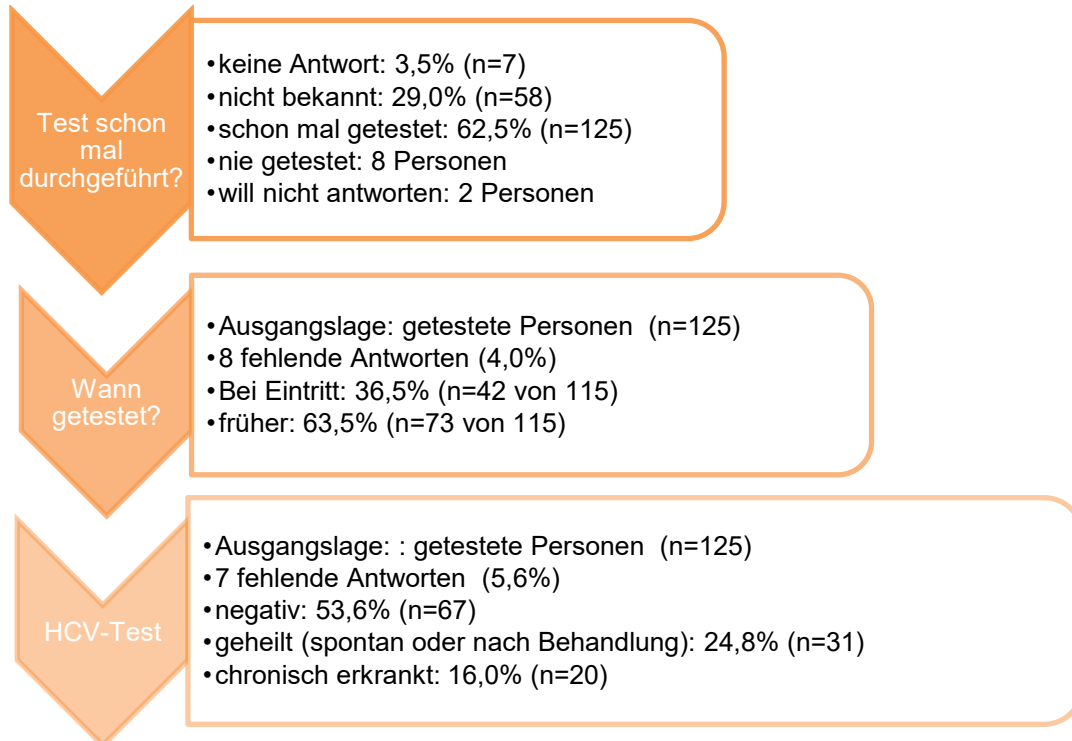 Test schon
mal
durchgeführt?
•keine Antwort: 3,5% (n=7)
•nicht bekannt: 29,0% (n=58)
•schon mal getestet: 62,5% (n=125)
•nie getestet: 8 Personen
•will nicht antworten: 2 Personen
Wann
getestet?
•Ausgangslage: getestete Personen (n=125)
•8 fehlende Antworten (4,0%)
•Bei Eintritt: 36,5% (n=42 von 115)
•früher: 63,5% (n=73 von 115)
HCV-Test
•Ausgangslage: : getestete Personen (n=125)
•7 fehlende Antworten (5,6%)
•negativ: 53,6% (n=67)
•geheilt (spontan oder nach Behandlung): 24,8% (n=31)
•chronisch erkrankt: 16,0% (n=20)